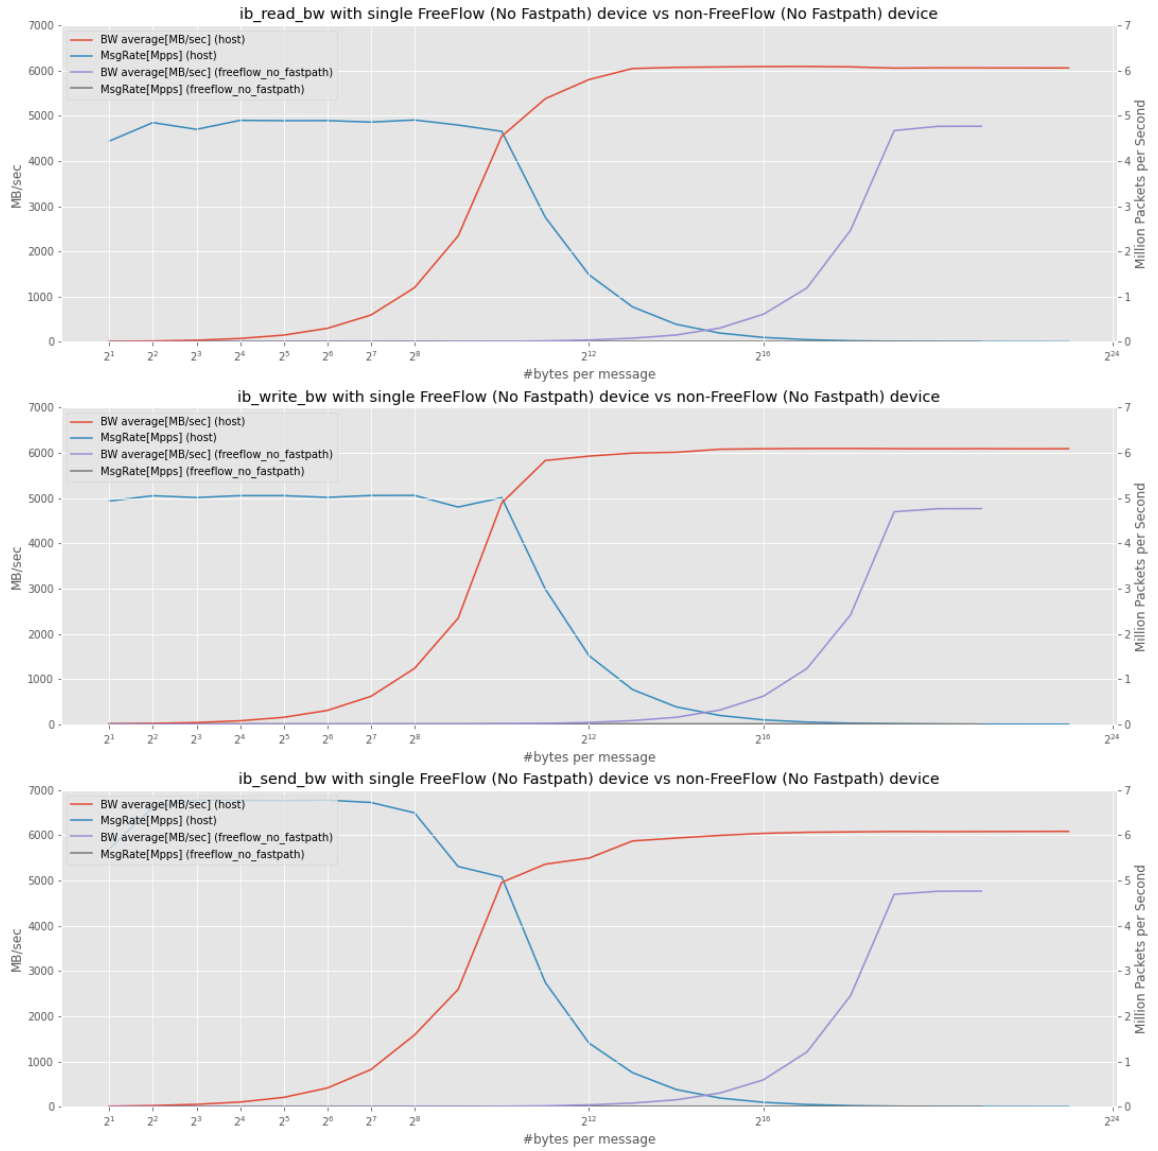 ib_read_bw with single FreeFlow (No Fastpath) device vs non-FreeFlow (No Fastpath) device
BW average[MB/sec] (host)
MsgRate[Mpps] (host)
BW average[MB/sec] (freeflow_no_fastpath)
MsgRate[Mpps] (freeflow_no_fastpath)
7000
6000
5000
4000
3000
2000
1000
0
MB/sec
7
6
5
4
3
2
1
0
Million Packets per Second
2¹ 2² 2³ 2⁴ 2⁵ 2⁶ 2⁷ 2⁸ 2¹² 2¹⁶ 2²⁴
#bytes per message
ib_write_bw with single FreeFlow (No Fastpath) device vs non-FreeFlow (No Fastpath) device
BW average[MB/sec] (host)
MsgRate[Mpps] (host)
BW average[MB/sec] (freeflow_no_fastpath)
MsgRate[Mpps] (freeflow_no_fastpath)
7000
6000
5000
4000
3000
2000
1000
0
MB/sec
7
6
5
4
3
2
1
0
Million Packets per Second
2¹ 2² 2³ 2⁴ 2⁵ 2⁶ 2⁷ 2⁸ 2¹² 2¹⁶ 2²⁴
#bytes per message
ib_send_bw with single FreeFlow (No Fastpath) device vs non-FreeFlow (No Fastpath) device
BW average[MB/sec] (host)
MsgRate[Mpps] (host)
BW average[MB/sec] (freeflow_no_fastpath)
MsgRate[Mpps] (freeflow_no_fastpath)
7000
6000
5000
4000
3000
2000
1000
0
MB/sec
7
6
5
4
3
2
1
0
Million Packets per Second
2¹ 2² 2³ 2⁴ 2⁵ 2⁶ 2⁷ 2⁸ 2¹² 2¹⁶ 2²⁴
#bytes per message